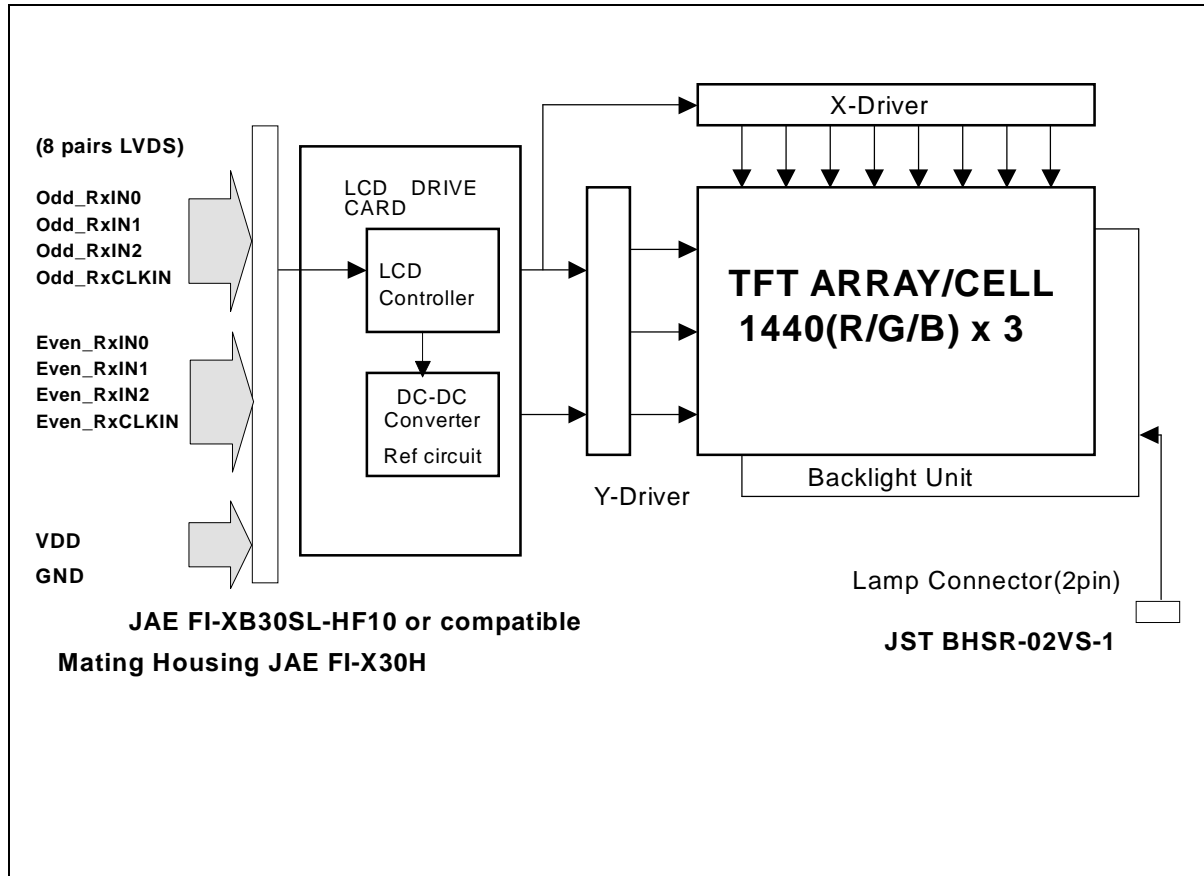 X-Driver
(8 pairs LVDS)
Odd_RxIN0
Odd_RxIN1
Odd_RxIN2
Odd_RxCLKIN
Even_RxIN0
Even_RxIN1
Even_RxIN2
Even_RxCLKIN
VDD
GND
LCD DRIVE
CARD
LCD
Controller
DC-DC
Converter
Ref circuit
Y-Driver
TFT ARRAY/CELL
1440(R/G/B) x 3
Backlight Unit
Lamp Connector(2pin)
JST BHSR-02VS-1
JAE FI-XB30SL-HF10 or compatible
Mating Housing JAE FI-X30H